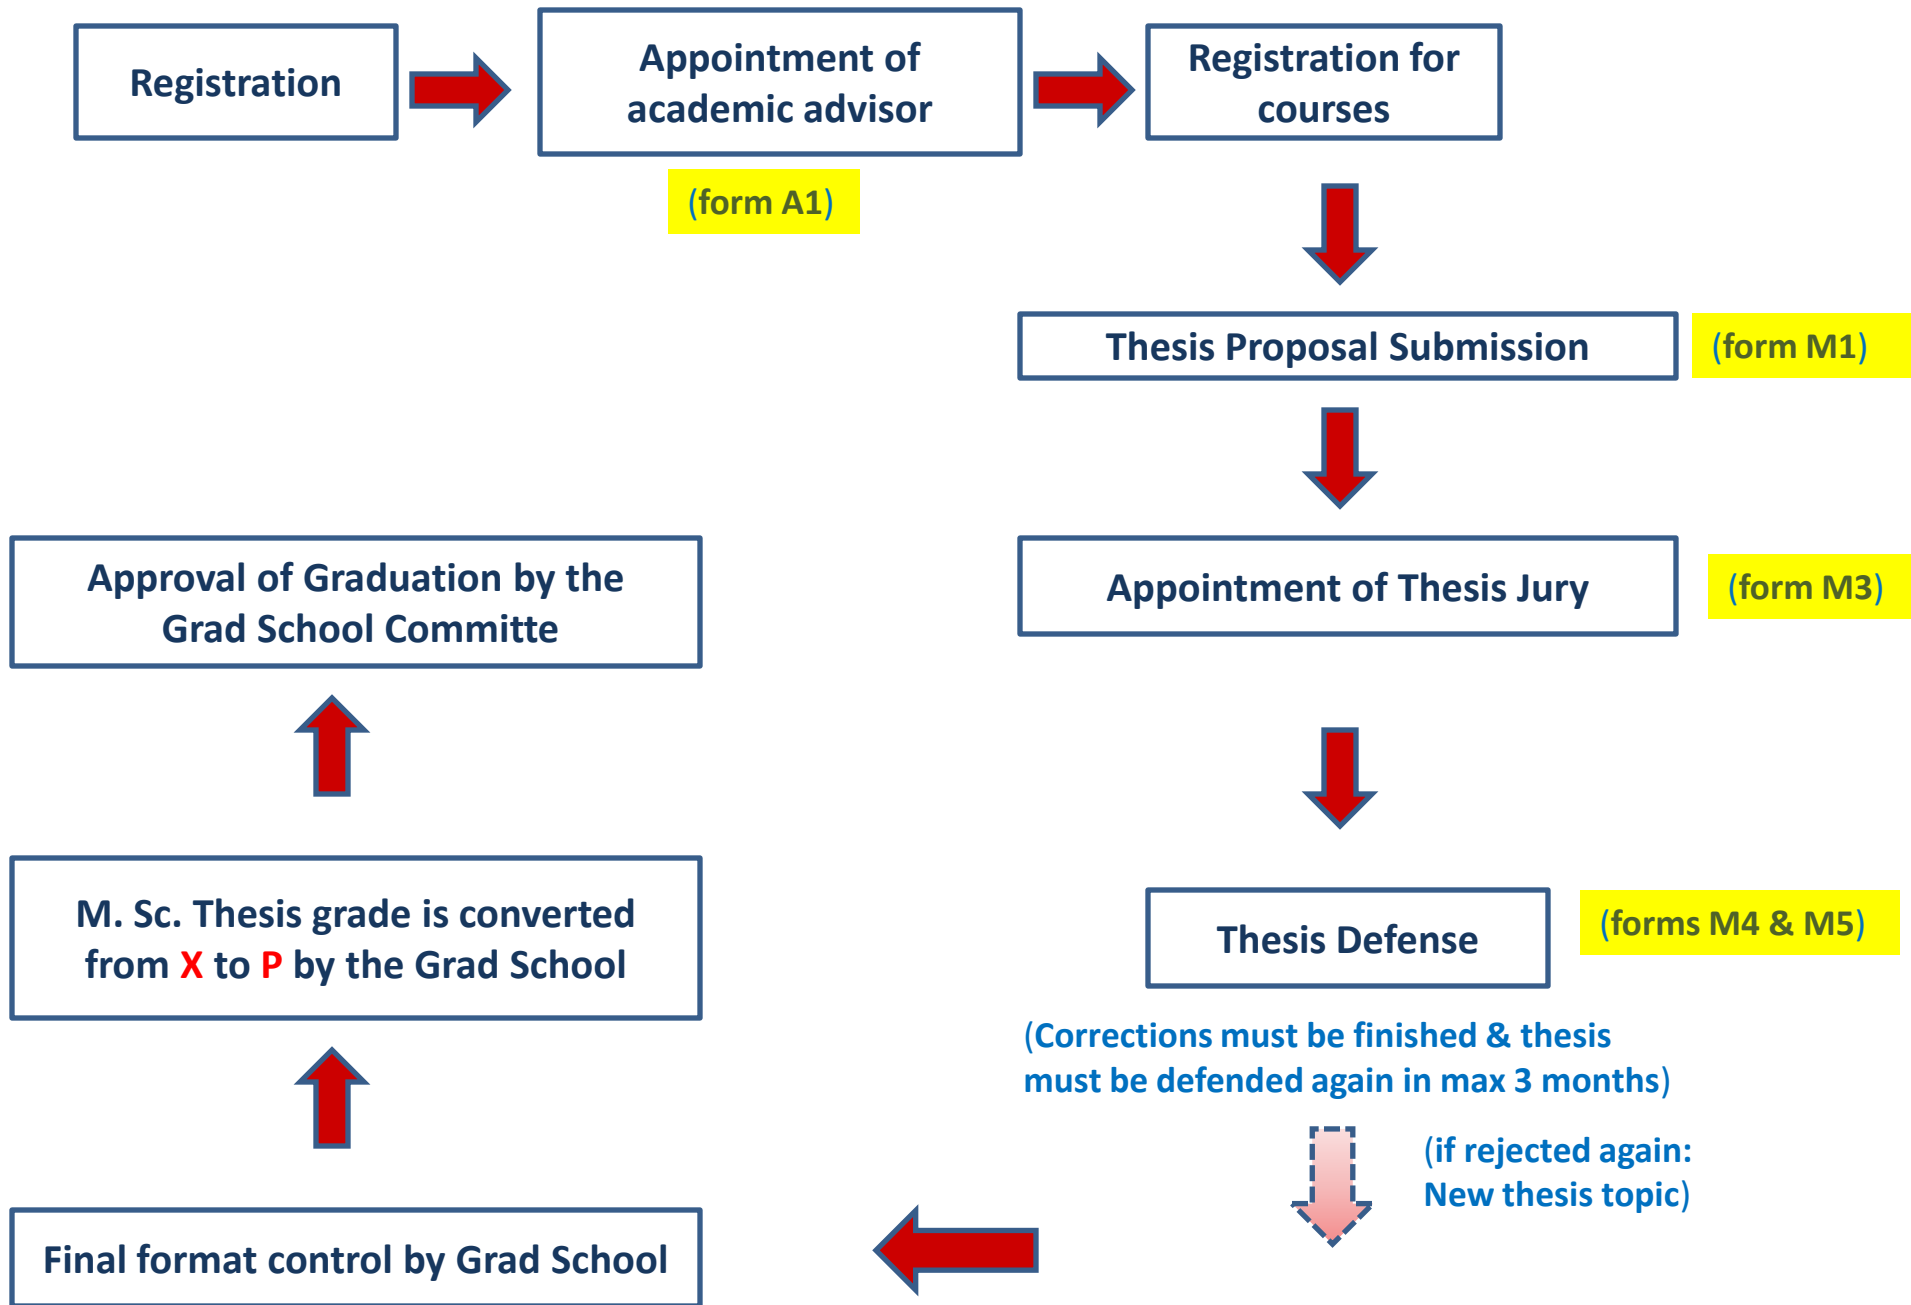 Registration
Appointment of
academic advisor
(form A1)
Registration for
courses
Thesis Proposal Submission
(form M1)
Appointment of Thesis Jury
(form M3)
Thesis Defense
(forms M4 & M5)
(Corrections must be finished & thesis
must be defended again in max 3 months)
(if rejected again:
New thesis topic)
Final format control by Grad School
M. Sc. Thesis grade is converted
from X to P by the Grad School
Approval of Graduation by the
Grad School Committe